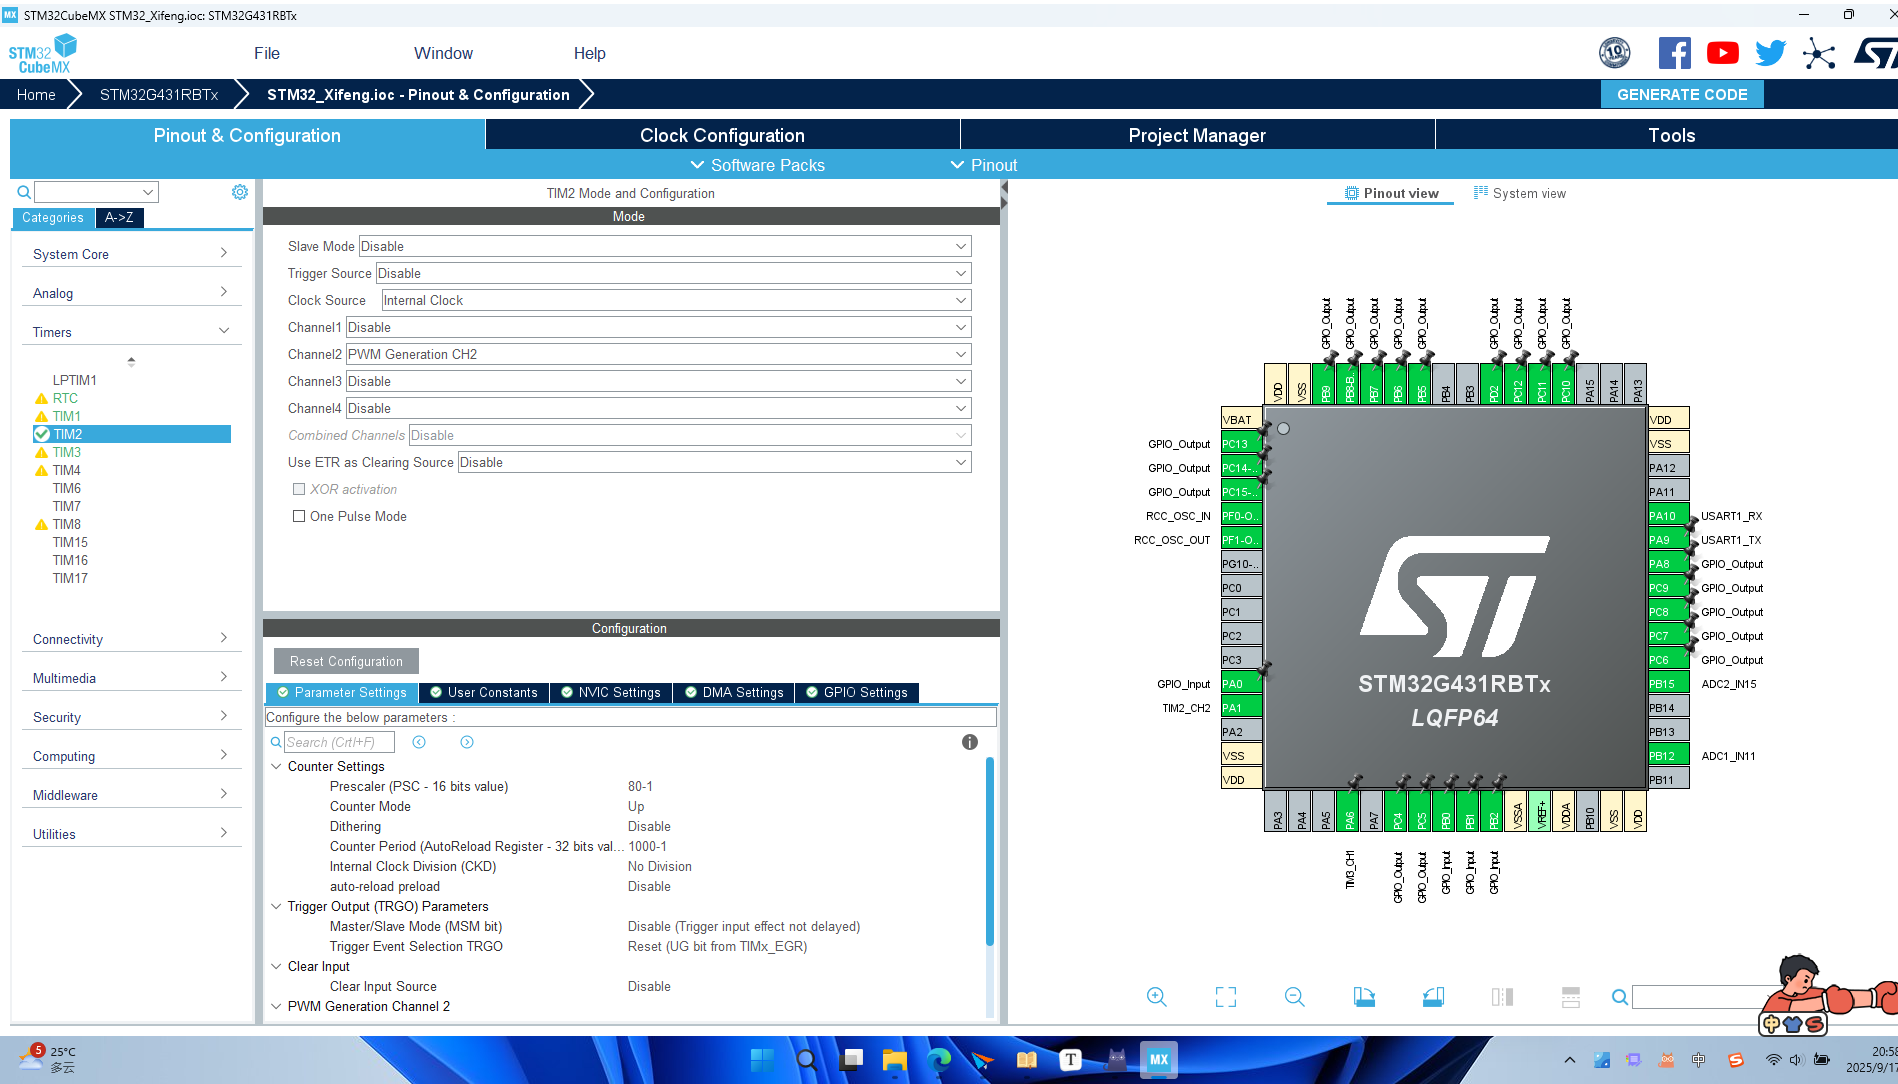 MX STM32CubeMX STM32_Xifeng.ioc: STM32G431RBTx
STM32
CubeMX
File
Window
Help
10
Home
STM32G431RBTx
STM32_Xifeng.ioc - Pinout & Configuration
GENERATE CODE
Pinout & Configuration
Clock Configuration
Project Manager
Tools
Software Packs
Pinout
Categories
A->Z
System Core
Analog
Timers
LPTIM1
RTC
TIM1
TIM2
TIM3
TIM4
TIM6
TIM7
TIM8
TIM15
TIM16
TIM17
Connectivity
Multimedia
Security
Computing
Middleware
Utilities
TIM2 Mode and Configuration
Mode
Slave Mode Disable
Trigger Source Disable
Clock Source Internal Clock
Channel1 Disable
Channel2 PWM Generation CH2
Channel3 Disable
Channel4 Disable
Combined Channels Disable
Use ETR as Clearing Source Disable
XOR activation
One Pulse Mode
Configuration
Reset Configuration
Parameter Settings
User Constants
NVIC Settings
DMA Settings
GPIO Settings
Configure the below parameters :
Search (Crtl+F)
Counter Settings
Prescaler (PSC - 16 bits value) 80-1
Counter Mode Up
Dithering Disable
Counter Period (AutoReload Register - 32 bits val... 1000-1
Internal Clock Division (CKD) No Division
auto-reload preload Disable
Trigger Output (TRGO) Parameters
Master/Slave Mode (MSM bit) Disable (Trigger input effect not delayed)
Trigger Event Selection TRGO Reset (UG bit from TIMx_EGR)
Clear Input
Clear Input Source Disable
PWM Generation Channel 2
Pinout view
System view
GPIO_Output
GPIO_Output
GPIO_Output
GPIO_Output
GPIO_Output
GPIO_Output
GPIO_Output
GPIO_Output
GPIO_Output
VDD
VSS
PB9
PB8-B..
PB7
PB6
PB5
PB4
PB3
PD2
PC12
PC11
PC10
PA15
PA14
PA13
VBAT
GPIO_Output PC13
GPIO_Output PC14-..
GPIO_Output PC15-..
RCC_OSC_IN PF0-O..
RCC_OSC_OUT PF1-O..
PG10-..
PC0
PC1
PC2
PC3
GPIO_Input PA0
TIM2_CH2 PA1
PA2
VSS
VDD
STM32G431RBTx
LQFP64
VDD
VSS
PA12
PA11
PA10 USART1_RX
PA9 USART1_TX
PA8 GPIO_Output
PC9 GPIO_Output
PC8 GPIO_Output
PC7 GPIO_Output
PC6 GPIO_Output
PB15 ADC2_IN15
PB14
PB13
PB12 ADC1_IN11
PB11
PA3
PA4
PA5
PA6
PA7
PC4
PC5
PB0
PB1
PB2
VSSA
VREF+
VDDA
PB10
VSS
VDD
TIM3_CH1
GPIO_Output
GPIO_Output
GPIO_Input
GPIO_Input
GPIO_Input
中
S
5
25°C
多云
T
MX
中
S
20:58
2025/9/17